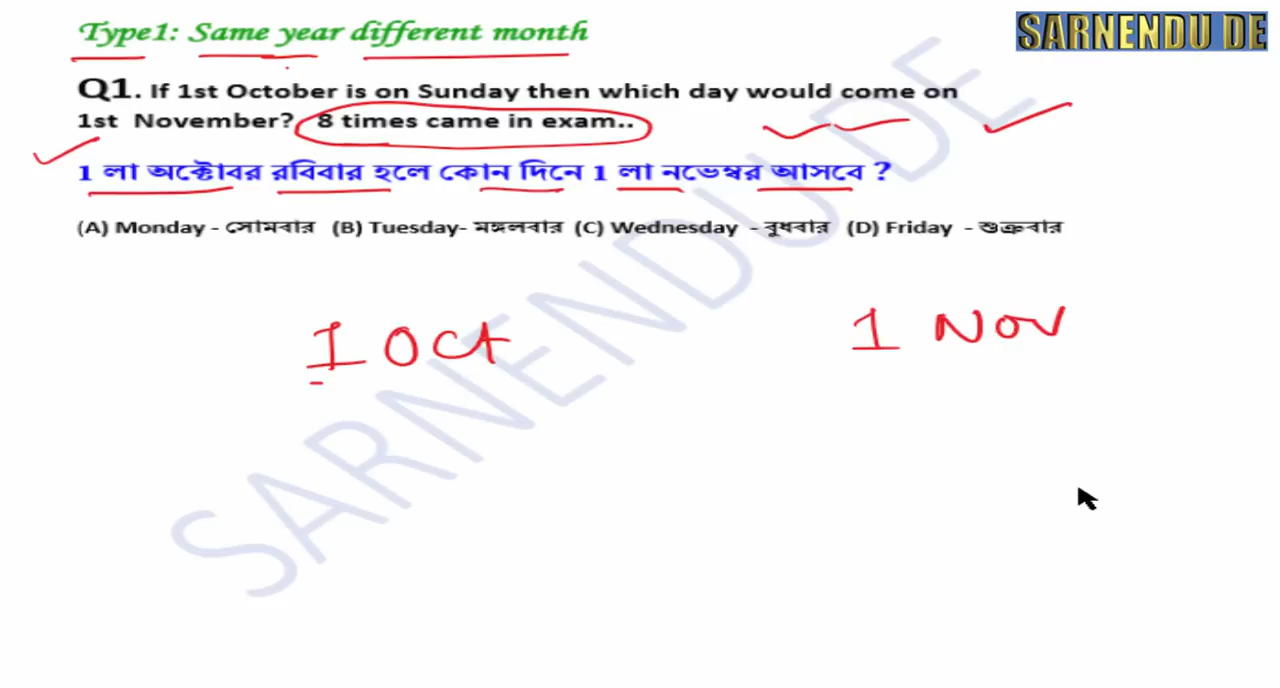 Type1: Same year different month
SARNENDU DE
Q1. If 1st October is on Sunday then which day would come on
1st November? 8 times came in exam..
1 লা অক্টোবর রবিবার হলে কোন দিনে 1 লা নভেম্বর আসবে ?
(A) Monday - সোমবার (B) Tuesday- মঙ্গলবার (C) Wednesday - বুধবার (D) Friday - শুক্রবার
1 Oct 1 Nov
SARNENDU DE